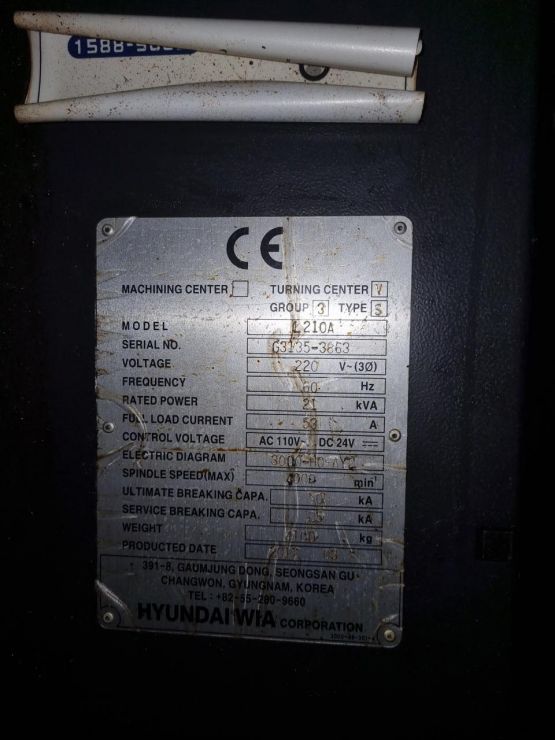 CE
MACHINING CENTER TURNING CENTER V
GROUP 3 TYPE S
MODEL L210A
SERIAL NO. G3135-3663
VOLTAGE 220 V~(3Ø)
FREQUENCY 60 Hz
RATED POWER 21 kVA
FULL LOAD CURRENT 53 A
CONTROL VOLTAGE AC 110V~ DC 24V
ELECTRIC DIAGRAM
SPINDLE SPEED(MAX) min⁻¹
ULTIMATE BREAKING CAPA. kA
SERVICE BREAKING CAPA. kA
WEIGHT kg
PRODUCTED DATE
391-8, GAUMJUNG DONG, SEONGSAN GU
CHANGWON, GYUNGNAM, KOREA
TEL : +82-55-280-9660
HYUNDAI WIA CORPORATION